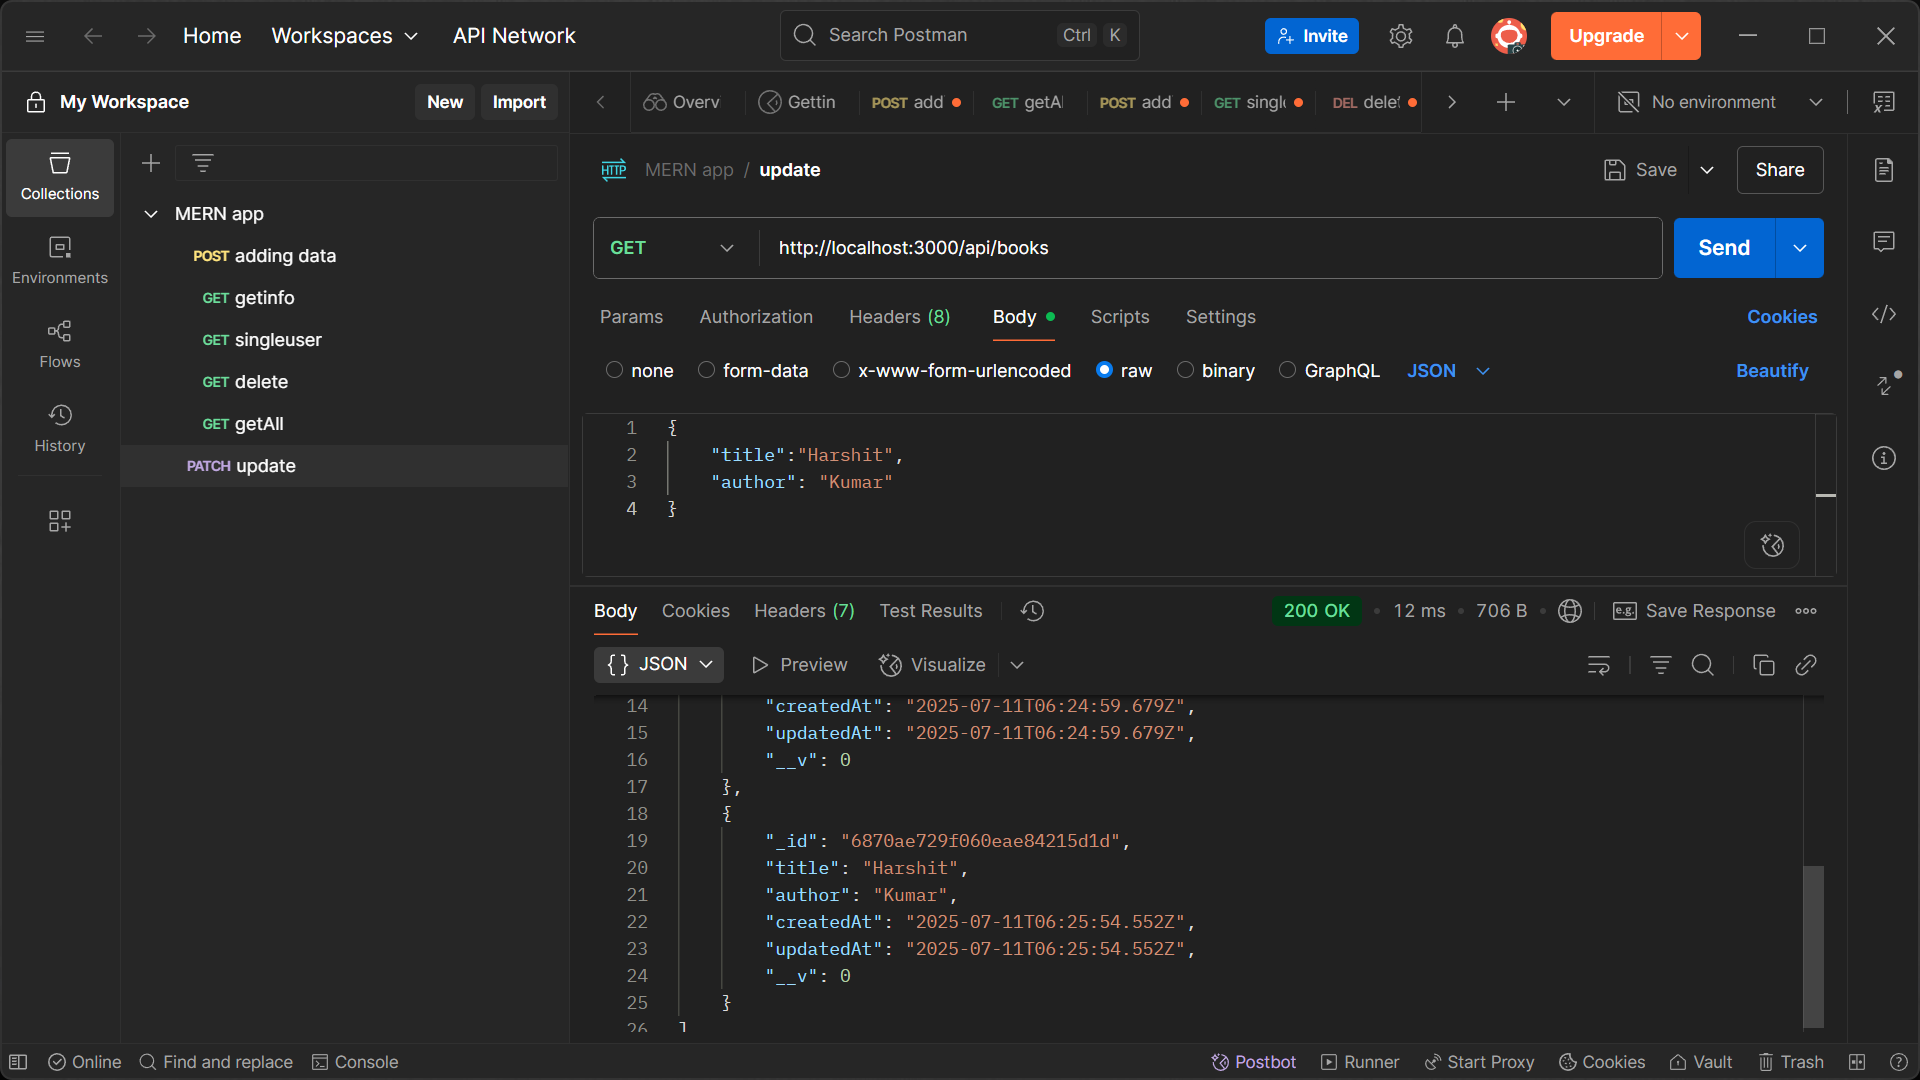 Home Workspaces API Network Search Postman Ctrl K Invite Upgrade
My Workspace New Import Overv Gettin POST add GET getA POST add GET single DEL dele No environment
Collections
Environments
Flows
History
MERN app
POST adding data
GET getinfo
GET singleuser
GET delete
GET getAll
PATCH update
HTTP MERN app / update Save Share
GET http://localhost:3000/api/books Send
Params Authorization Headers (8) Body Scripts Settings Cookies
none form-data x-www-form-urlencoded raw binary GraphQL JSON Beautify
1 {
2 "title":"Harshit",
3 "author": "Kumar"
4 }
Body Cookies Headers (7) Test Results 200 OK • 12 ms • 706 B • e.g. Save Response
{} JSON Preview Visualize
14 "createdAt": "2025-07-11T06:24:59.679Z",
15 "updatedAt": "2025-07-11T06:24:59.679Z",
16 "__v": 0
17 },
18 {
19 "_id": "6870ae729f060eae84215d1d",
20 "title": "Harshit",
21 "author": "Kumar",
22 "createdAt": "2025-07-11T06:25:54.552Z",
23 "updatedAt": "2025-07-11T06:25:54.552Z",
24 "__v": 0
25 }
26 ]
Online Find and replace Console Postbot Runner Start Proxy Cookies Vault Trash